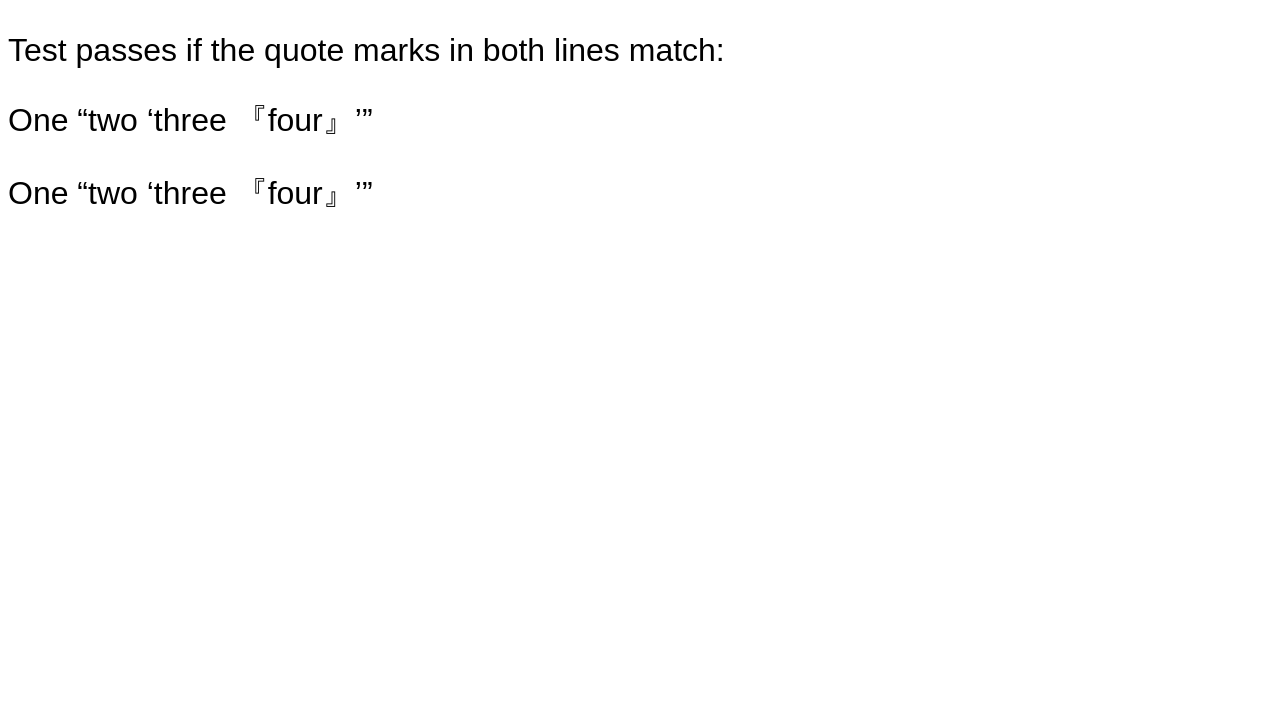 Test passes if the quote marks in both lines match:
One “two ‘three 『four』’”
One “two ‘three 『four』’”